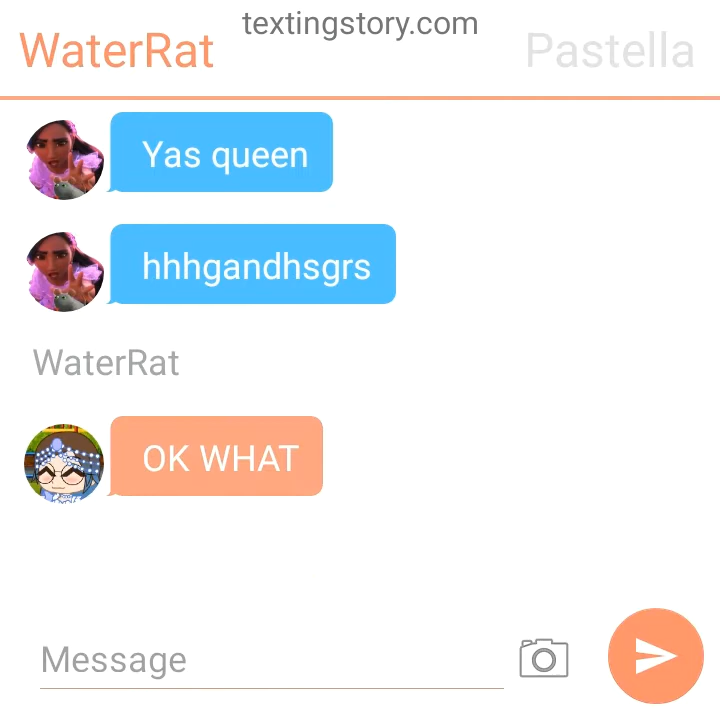 textingstory.com
WaterRat
Pastella
Yas queen
hhhgandhsgrs
WaterRat
OK WHAT
Message